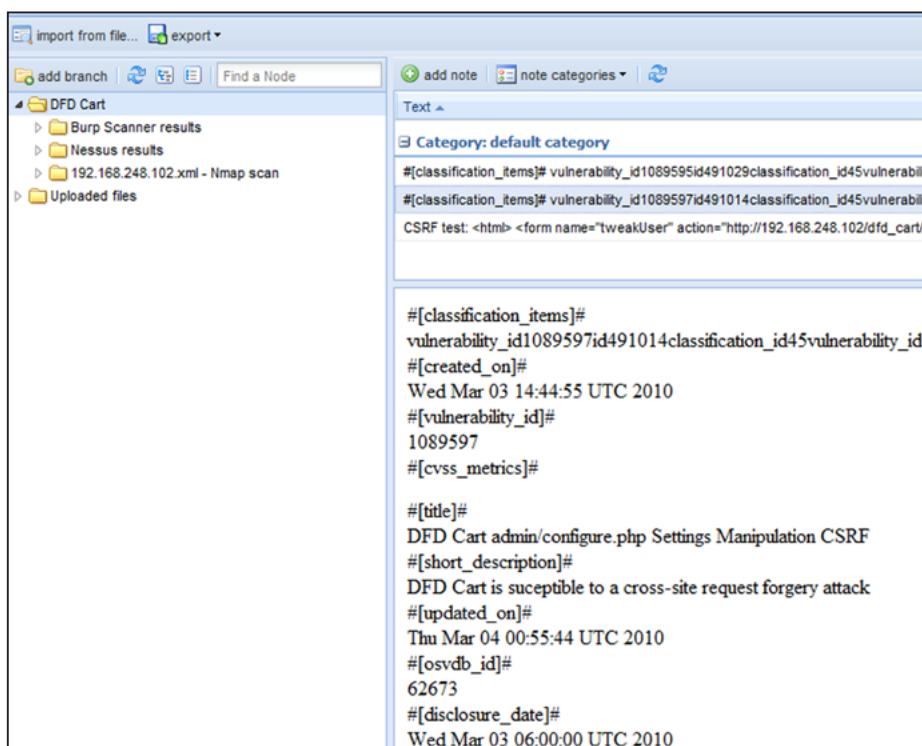 import from file... export
add branch Find a Node
DFD Cart
Burp Scanner results
Nessus results
192.168.248.102.xml - Nmap scan
Uploaded files
add note note categories
Text
Category: default category
#[classification_items]# vulnerability_id1089595id491029classification_id45vulnerabil
#[classification_items]# vulnerability_id1089597id491014classification_id45vulnerabil
CSRF test: <html> <form name="tweakUser" action="http://192.168.248.102/dfd_cart/
#[classification_items]#
vulnerability_id1089597id491014classification_id45vulnerability_id
#[created_on]#
Wed Mar 03 14:44:55 UTC 2010
#[vulnerability_id]#
1089597
#[cvss_metrics]#
#[title]#
DFD Cart admin/configure.php Settings Manipulation CSRF
#[short_description]#
DFD Cart is suceptible to a cross-site request forgery attack
#[updated_on]#
Thu Mar 04 00:55:44 UTC 2010
#[osvdb_id]#
62673
#[disclosure_date]#
Wed Mar 03 06:00:00 UTC 2010